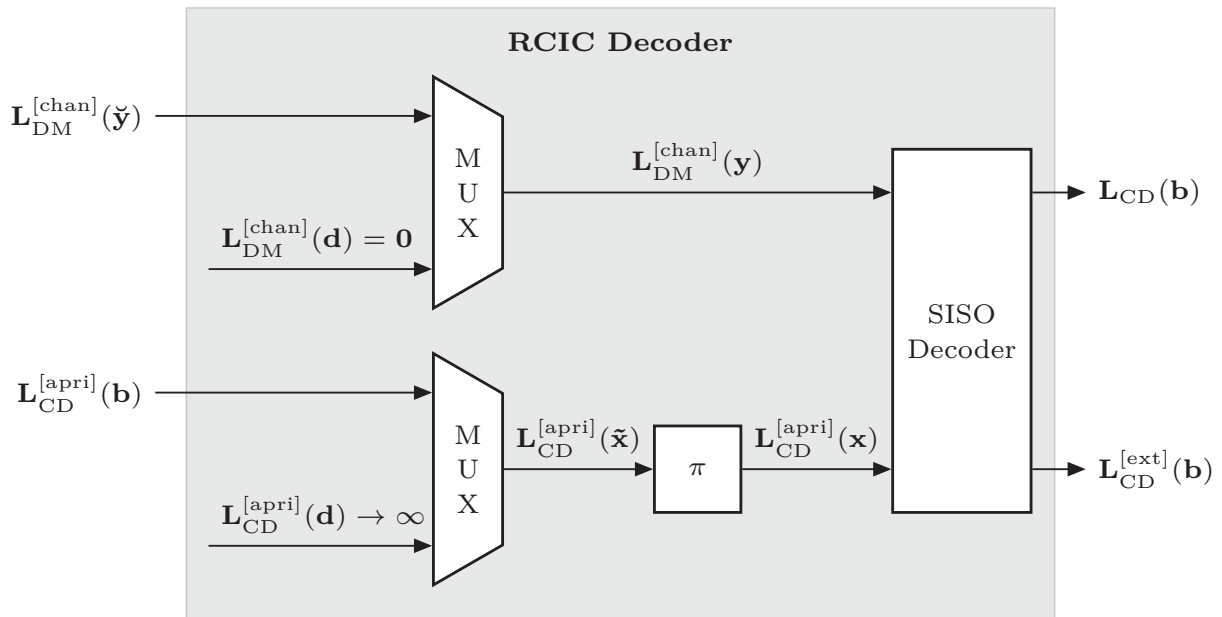 RCIC Decoder
L_DM^[chan](y̆)
M
U
X
L_DM^[chan](d) = 0
L_DM^[chan](y)
L_CD(b)
SISO
Decoder
L_CD^[apri](b)
M
U
X
L_CD^[apri](x̃)
π
L_CD^[apri](x)
L_CD^[ext](b)
L_CD^[apri](d) → ∞